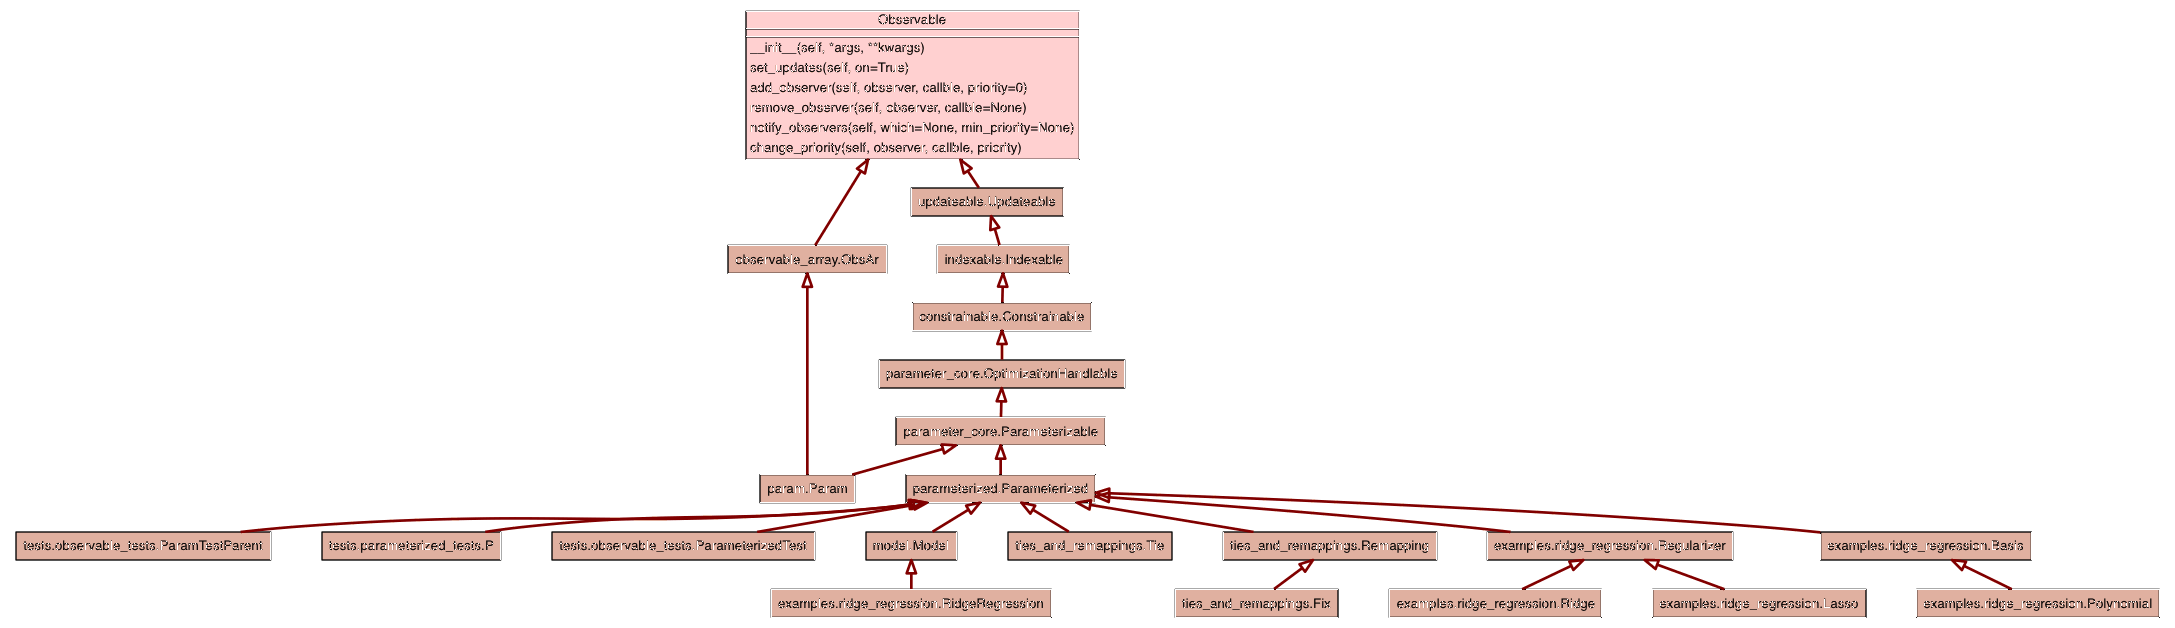 Observable
__init__(self, *args, **kwargs)
set_updates(self, on=True)
add_observer(self, observer, callble, priority=0)
remove_observer(self, observer, callble=None)
notify_observers(self, which=None, min_priority=None)
change_priority(self, observer, callble, priority)
updateable.Updateable
observable_array.ObsAr
indexable.Indexable
constrainable.Constrainable
parameter_core.OptimizationHandlable
parameter_core.Parameterizable
param.Param
parameterized.Parameterized
tests.observable_tests.ParamTestParent
tests.parameterized_tests.P
tests.observable_tests.ParameterizedTest
model.Model
ties_and_remappings.Tie
ties_and_remappings.Remapping
examples.ridge_regression.Regularizer
examples.ridge_regression.Basis
examples.ridge_regression.RidgeRegression
ties_and_remappings.Fix
examples.ridge_regression.Ridge
examples.ridge_regression.Lasso
examples.ridge_regression.Polynomial